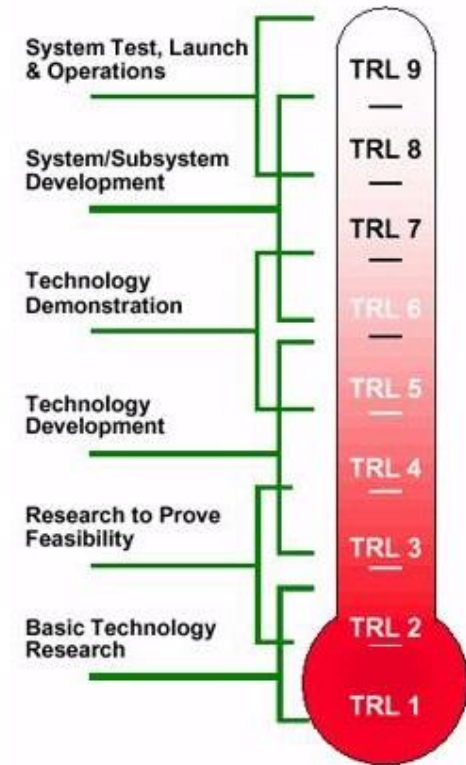 System Test, Launch
& Operations
System/Subsystem
Development
Technology
Demonstration
Technology
Development
Research to Prove
Feasibility
Basic Technology
Research
TRL 9
TRL 8
TRL 7
TRL 6
TRL 5
TRL 4
TRL 3
TRL 2
TRL 1